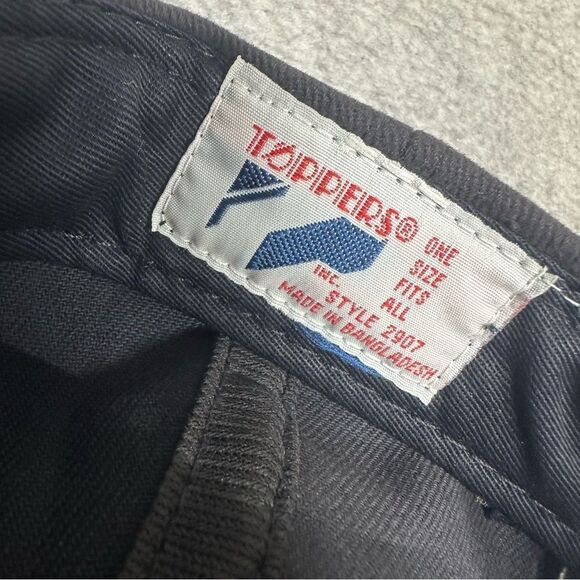 TOPPERS®
ONE
SIZE
FITS
ALL
INC.
STYLE 2907
MADE IN BANGLADESH